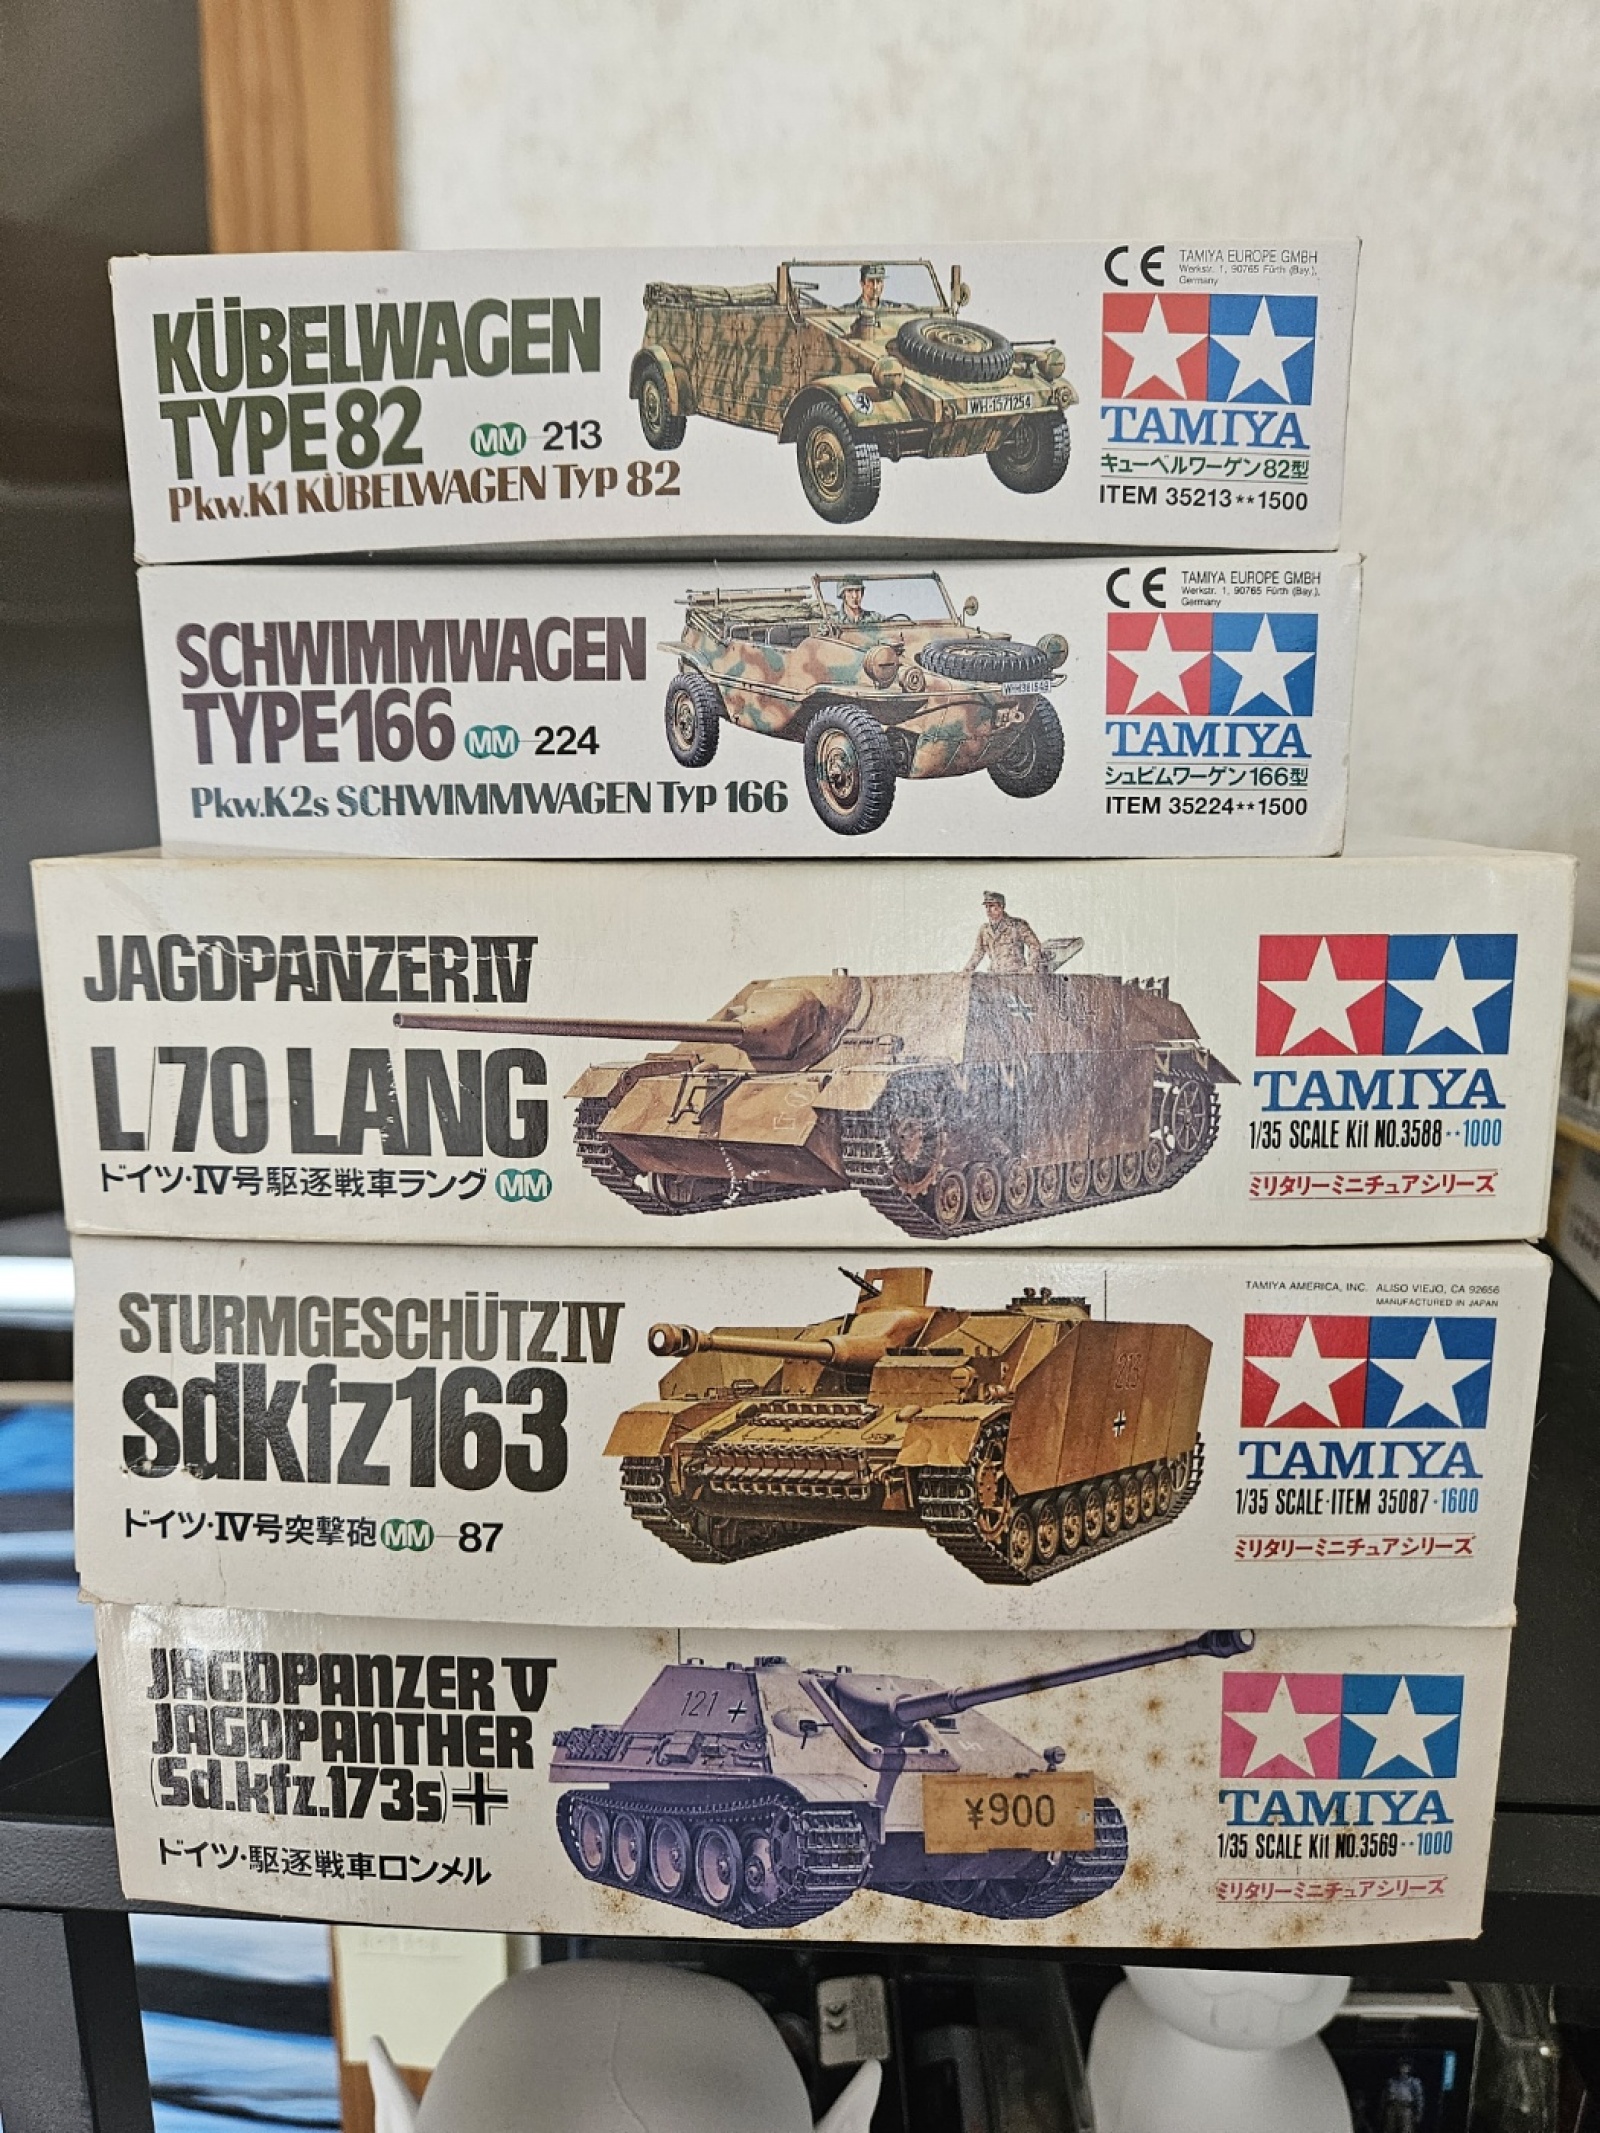 KÜBELWAGEN
TYPE 82
MM 213
Pkw.K1 KÜBELWAGEN Typ 82
WH-1571254
CE
TAMIYA EUROPE GMBH
Werkstr. 1, 90765 Fürth (Bay.),
Germany
TAMIYA
キューベルワーゲン82型
ITEM 35213**1500
SCHWIMMWAGEN
TYPE 166
MM 224
Pkw.K2s SCHWIMMWAGEN Typ 166
CE
TAMIYA EUROPE GMBH
Werkstr. 1, 90765 Fürth (Bay.),
Germany
TAMIYA
シュビムワーゲン166型
ITEM 35224**1500
JAGDPANZER IV
L/70 LANG
ドイツ・IV号駆逐戦車ラング MM
TAMIYA
1/35 SCALE Kit NO.3588**1000
ミリタリーミニチュアシリーズ
STURMGESCHÜTZ IV
sdkfz163
ドイツ・IV号突撃砲 MM 87
213
TAMIYA AMERICA, INC. ALISO VIEJO, CA 92656
MANUFACTURED IN JAPAN
TAMIYA
1/35 SCALE·ITEM 35087·1600
ミリタリーミニチュアシリーズ
JAGDPANZER V
JAGDPANTHER
(Sd.kfz.173s)
ドイツ・駆逐戦車ロンメル
121
¥900
TAMIYA
1/35 SCALE Kit NO.3569**1000
ミリタリーミニチュアシリーズ